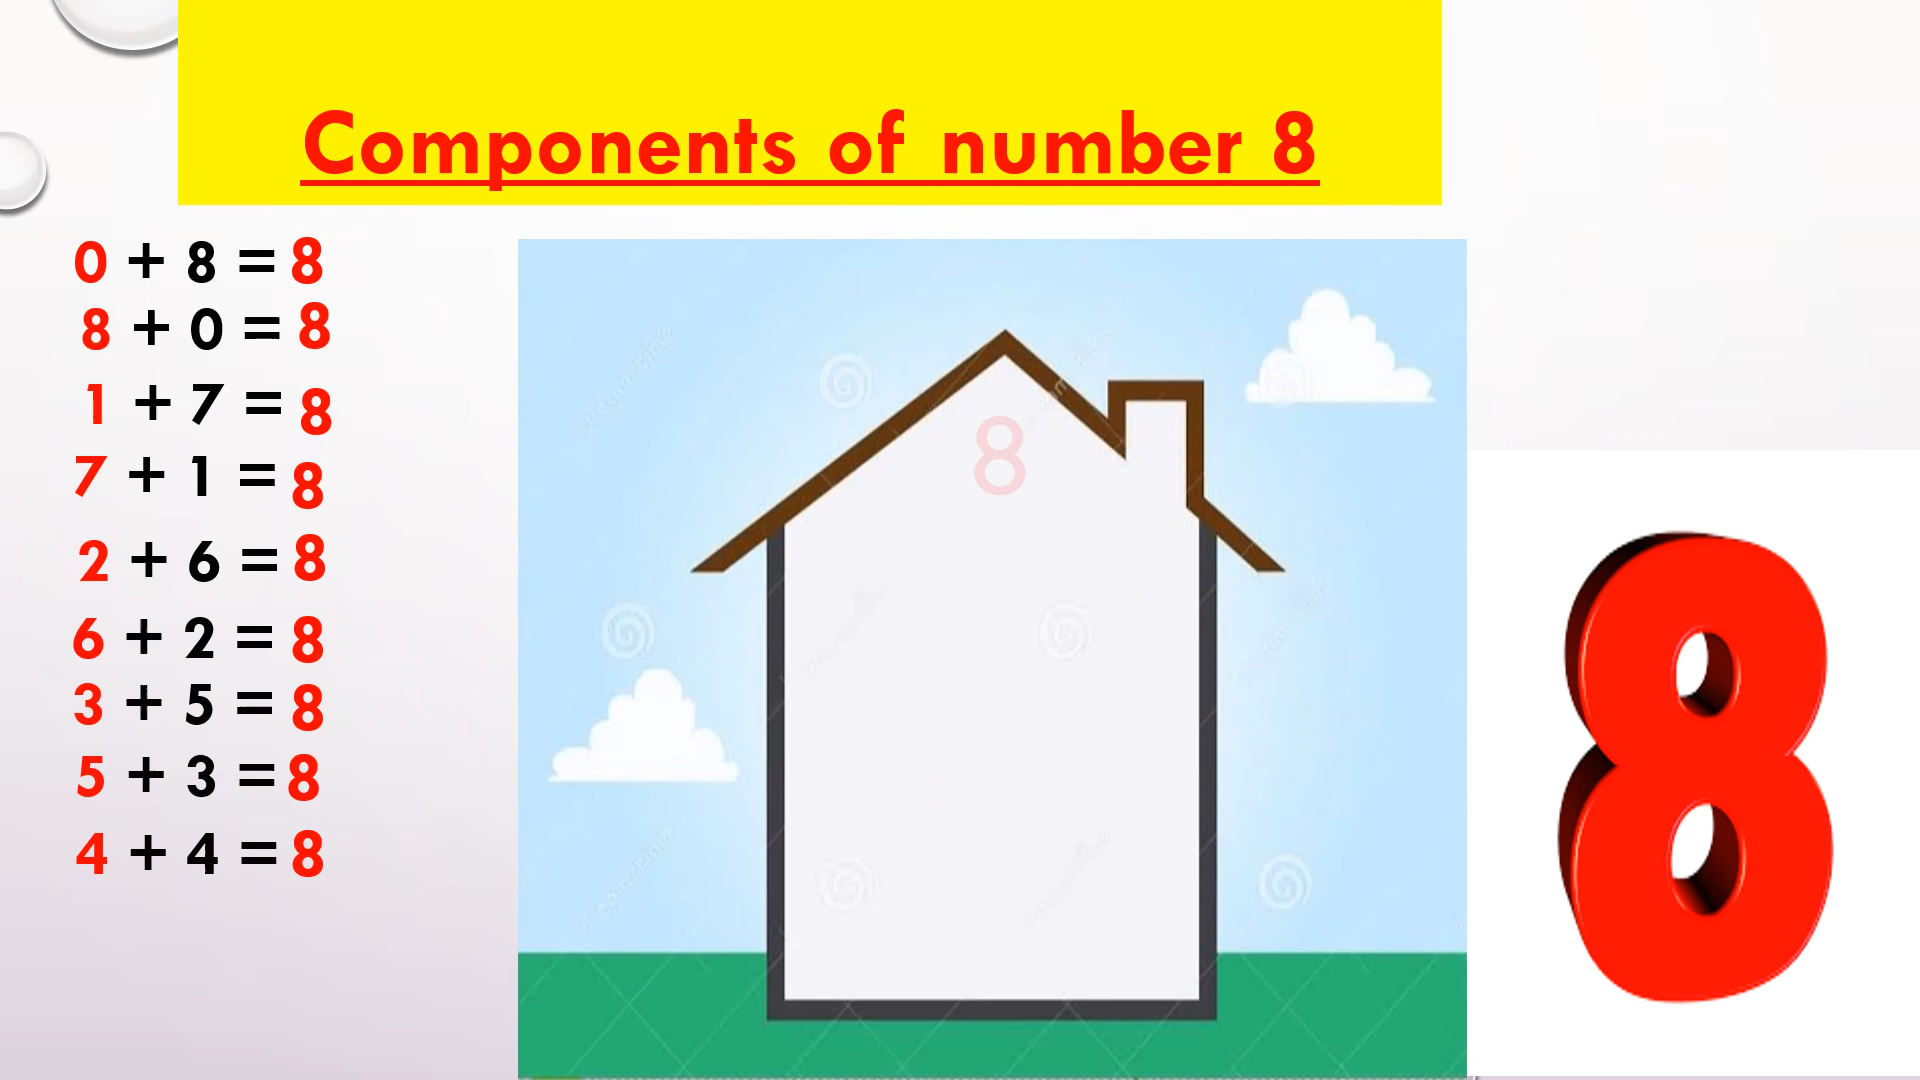 Components of number 8
0 + 8 = 8
8 + 0 = 8
1 + 7 = 8
7 + 1 = 8
2 + 6 = 8
6 + 2 = 8
3 + 5 = 8
5 + 3 = 8
4 + 4 = 8
8
8